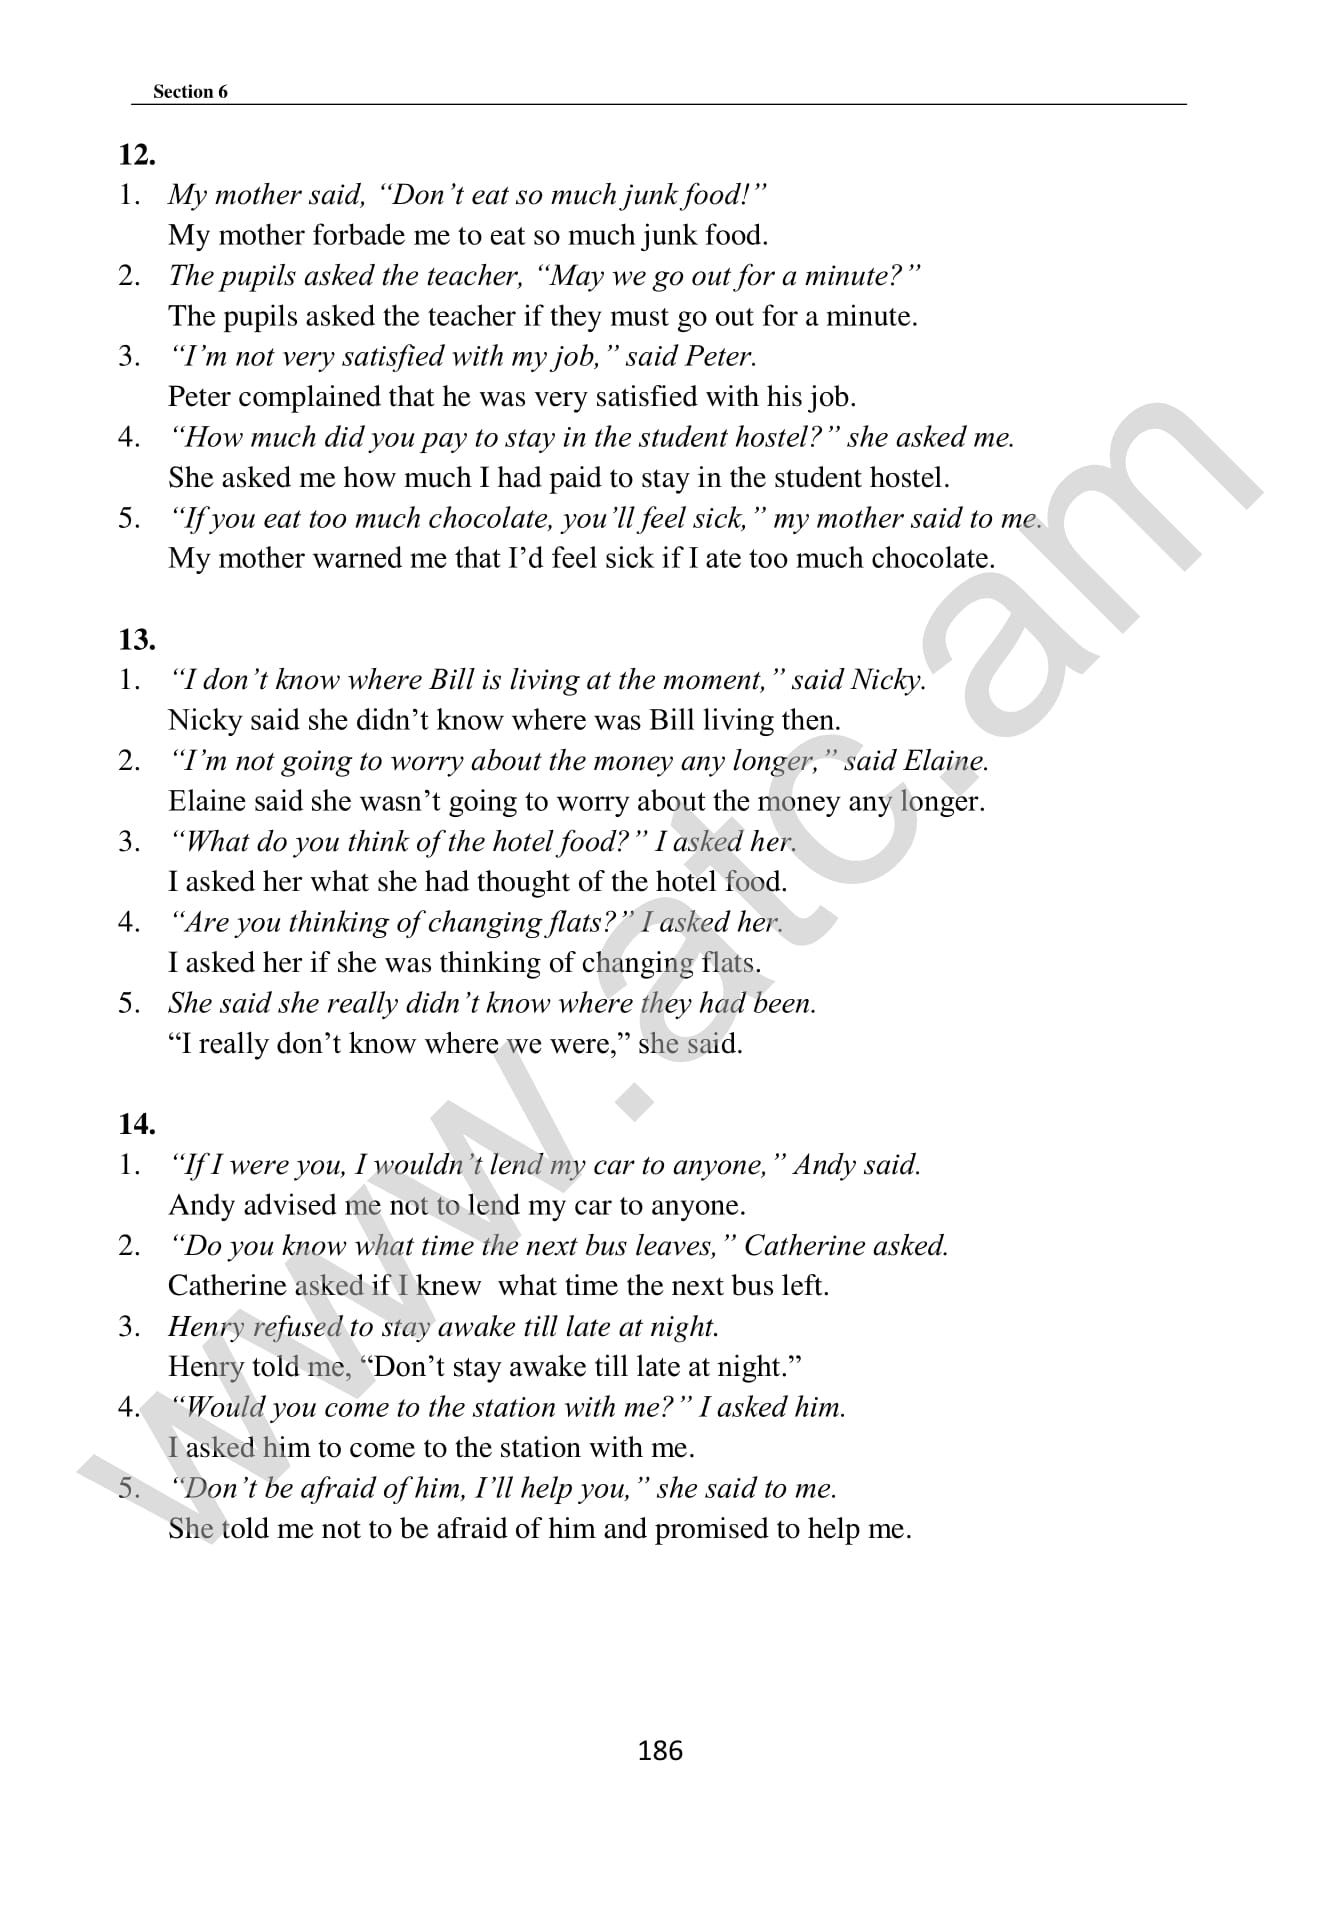 Section 6
12.
1. My mother said, “Don’t eat so much junk food!”
My mother forbade me to eat so much junk food.
2. The pupils asked the teacher, “May we go out for a minute?”
The pupils asked the teacher if they must go out for a minute.
3. “I’m not very satisfied with my job,” said Peter.
Peter complained that he was very satisfied with his job.
4. “How much did you pay to stay in the student hostel?” she asked me.
She asked me how much I had paid to stay in the student hostel.
5. “If you eat too much chocolate, you’ll feel sick,” my mother said to me.
My mother warned me that I’d feel sick if I ate too much chocolate.
13.
1. “I don’t know where Bill is living at the moment,” said Nicky.
Nicky said she didn’t know where was Bill living then.
2. “I’m not going to worry about the money any longer,” said Elaine.
Elaine said she wasn’t going to worry about the money any longer.
3. “What do you think of the hotel food?” I asked her.
I asked her what she had thought of the hotel food.
4. “Are you thinking of changing flats?” I asked her.
I asked her if she was thinking of changing flats.
5. She said she really didn’t know where they had been.
“I really don’t know where we were,” she said.
14.
1. “If I were you, I wouldn’t lend my car to anyone,” Andy said.
Andy advised me not to lend my car to anyone.
2. “Do you know what time the next bus leaves,” Catherine asked.
Catherine asked if I knew what time the next bus left.
3. Henry refused to stay awake till late at night.
Henry told me, “Don’t stay awake till late at night.”
4. “Would you come to the station with me?” I asked him.
I asked him to come to the station with me.
5. “Don’t be afraid of him, I’ll help you,” she said to me.
She told me not to be afraid of him and promised to help me.
186
www.atc.am